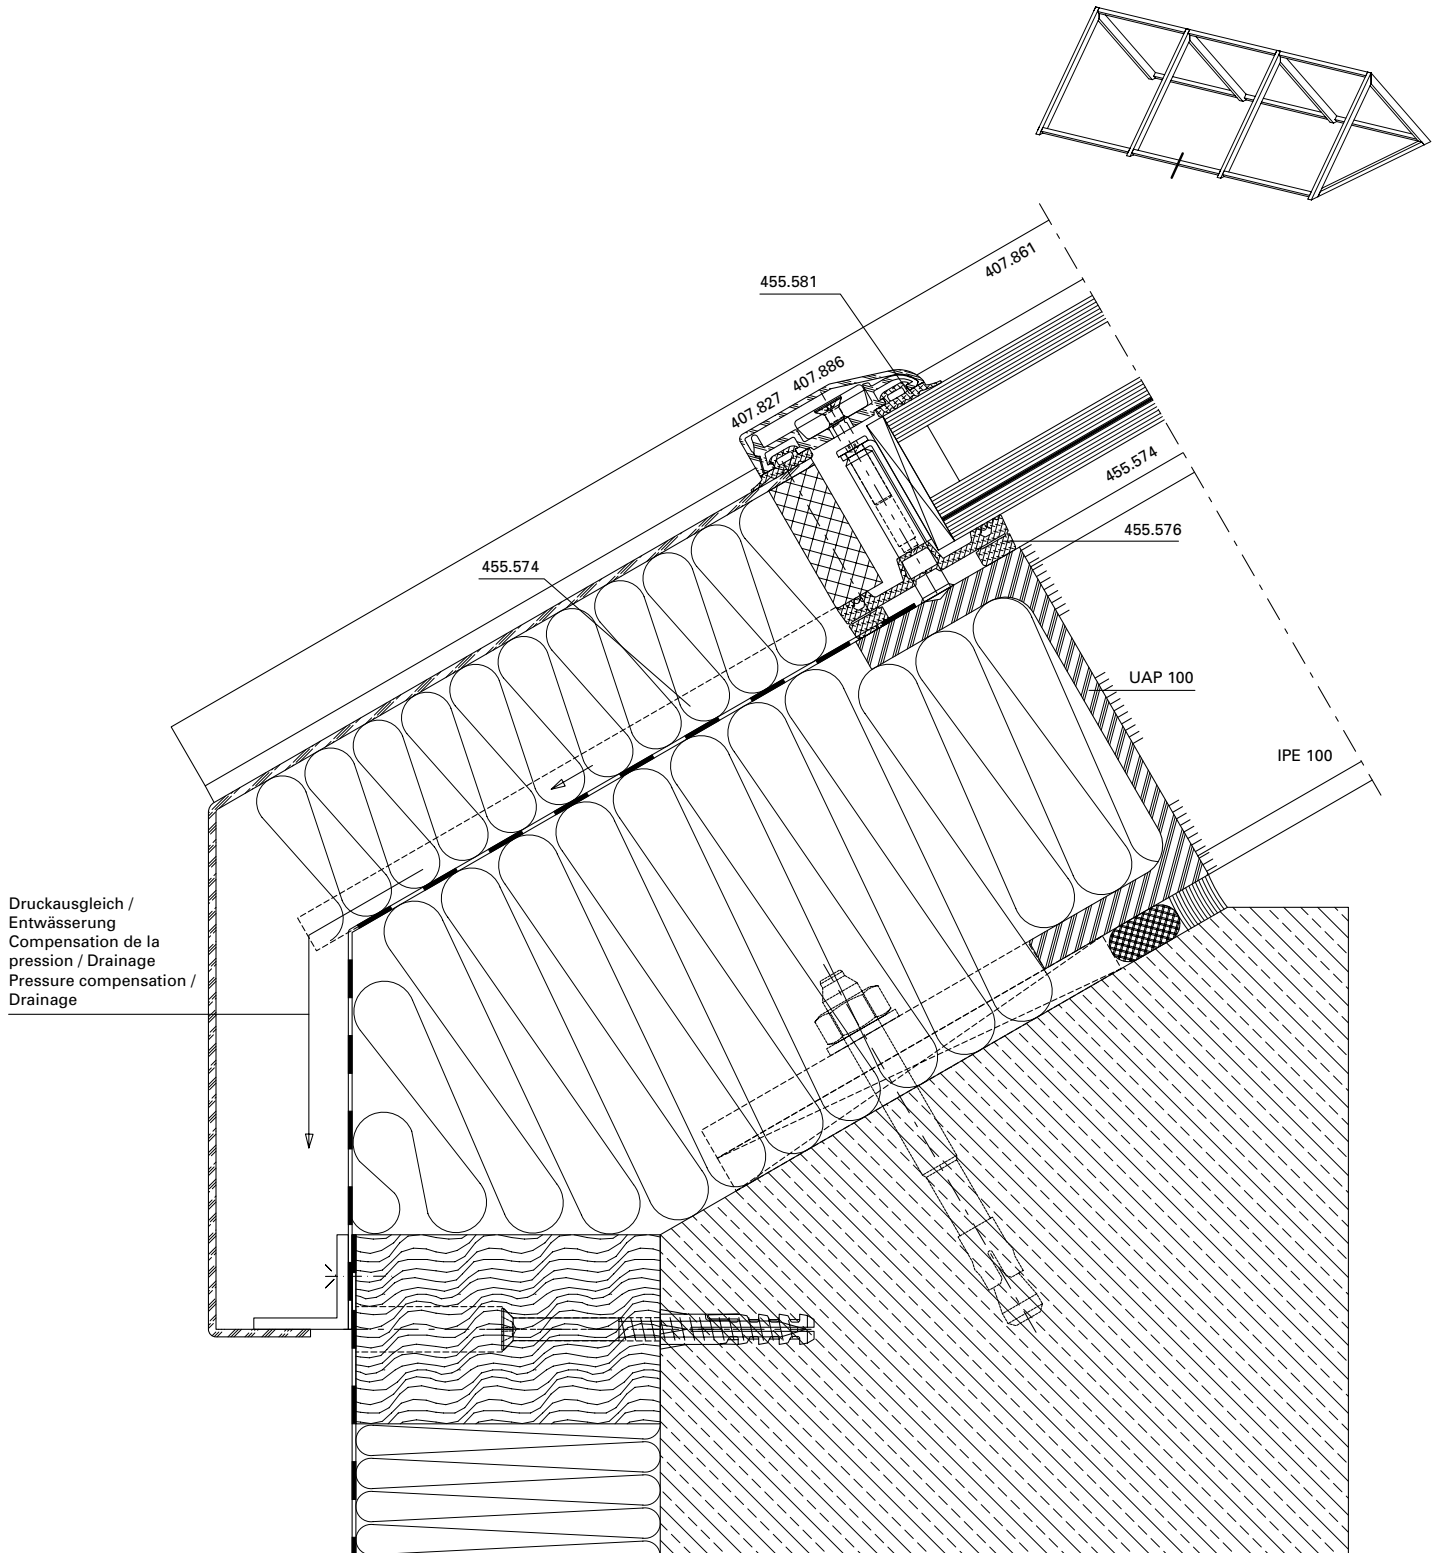 407.861
455.581
407.886
407.827
455.574
455.576
455.574
UAP 100
IPE 100
Druckausgleich /
Entwässerung
Compensation de la
pression / Drainage
Pressure compensation /
Drainage